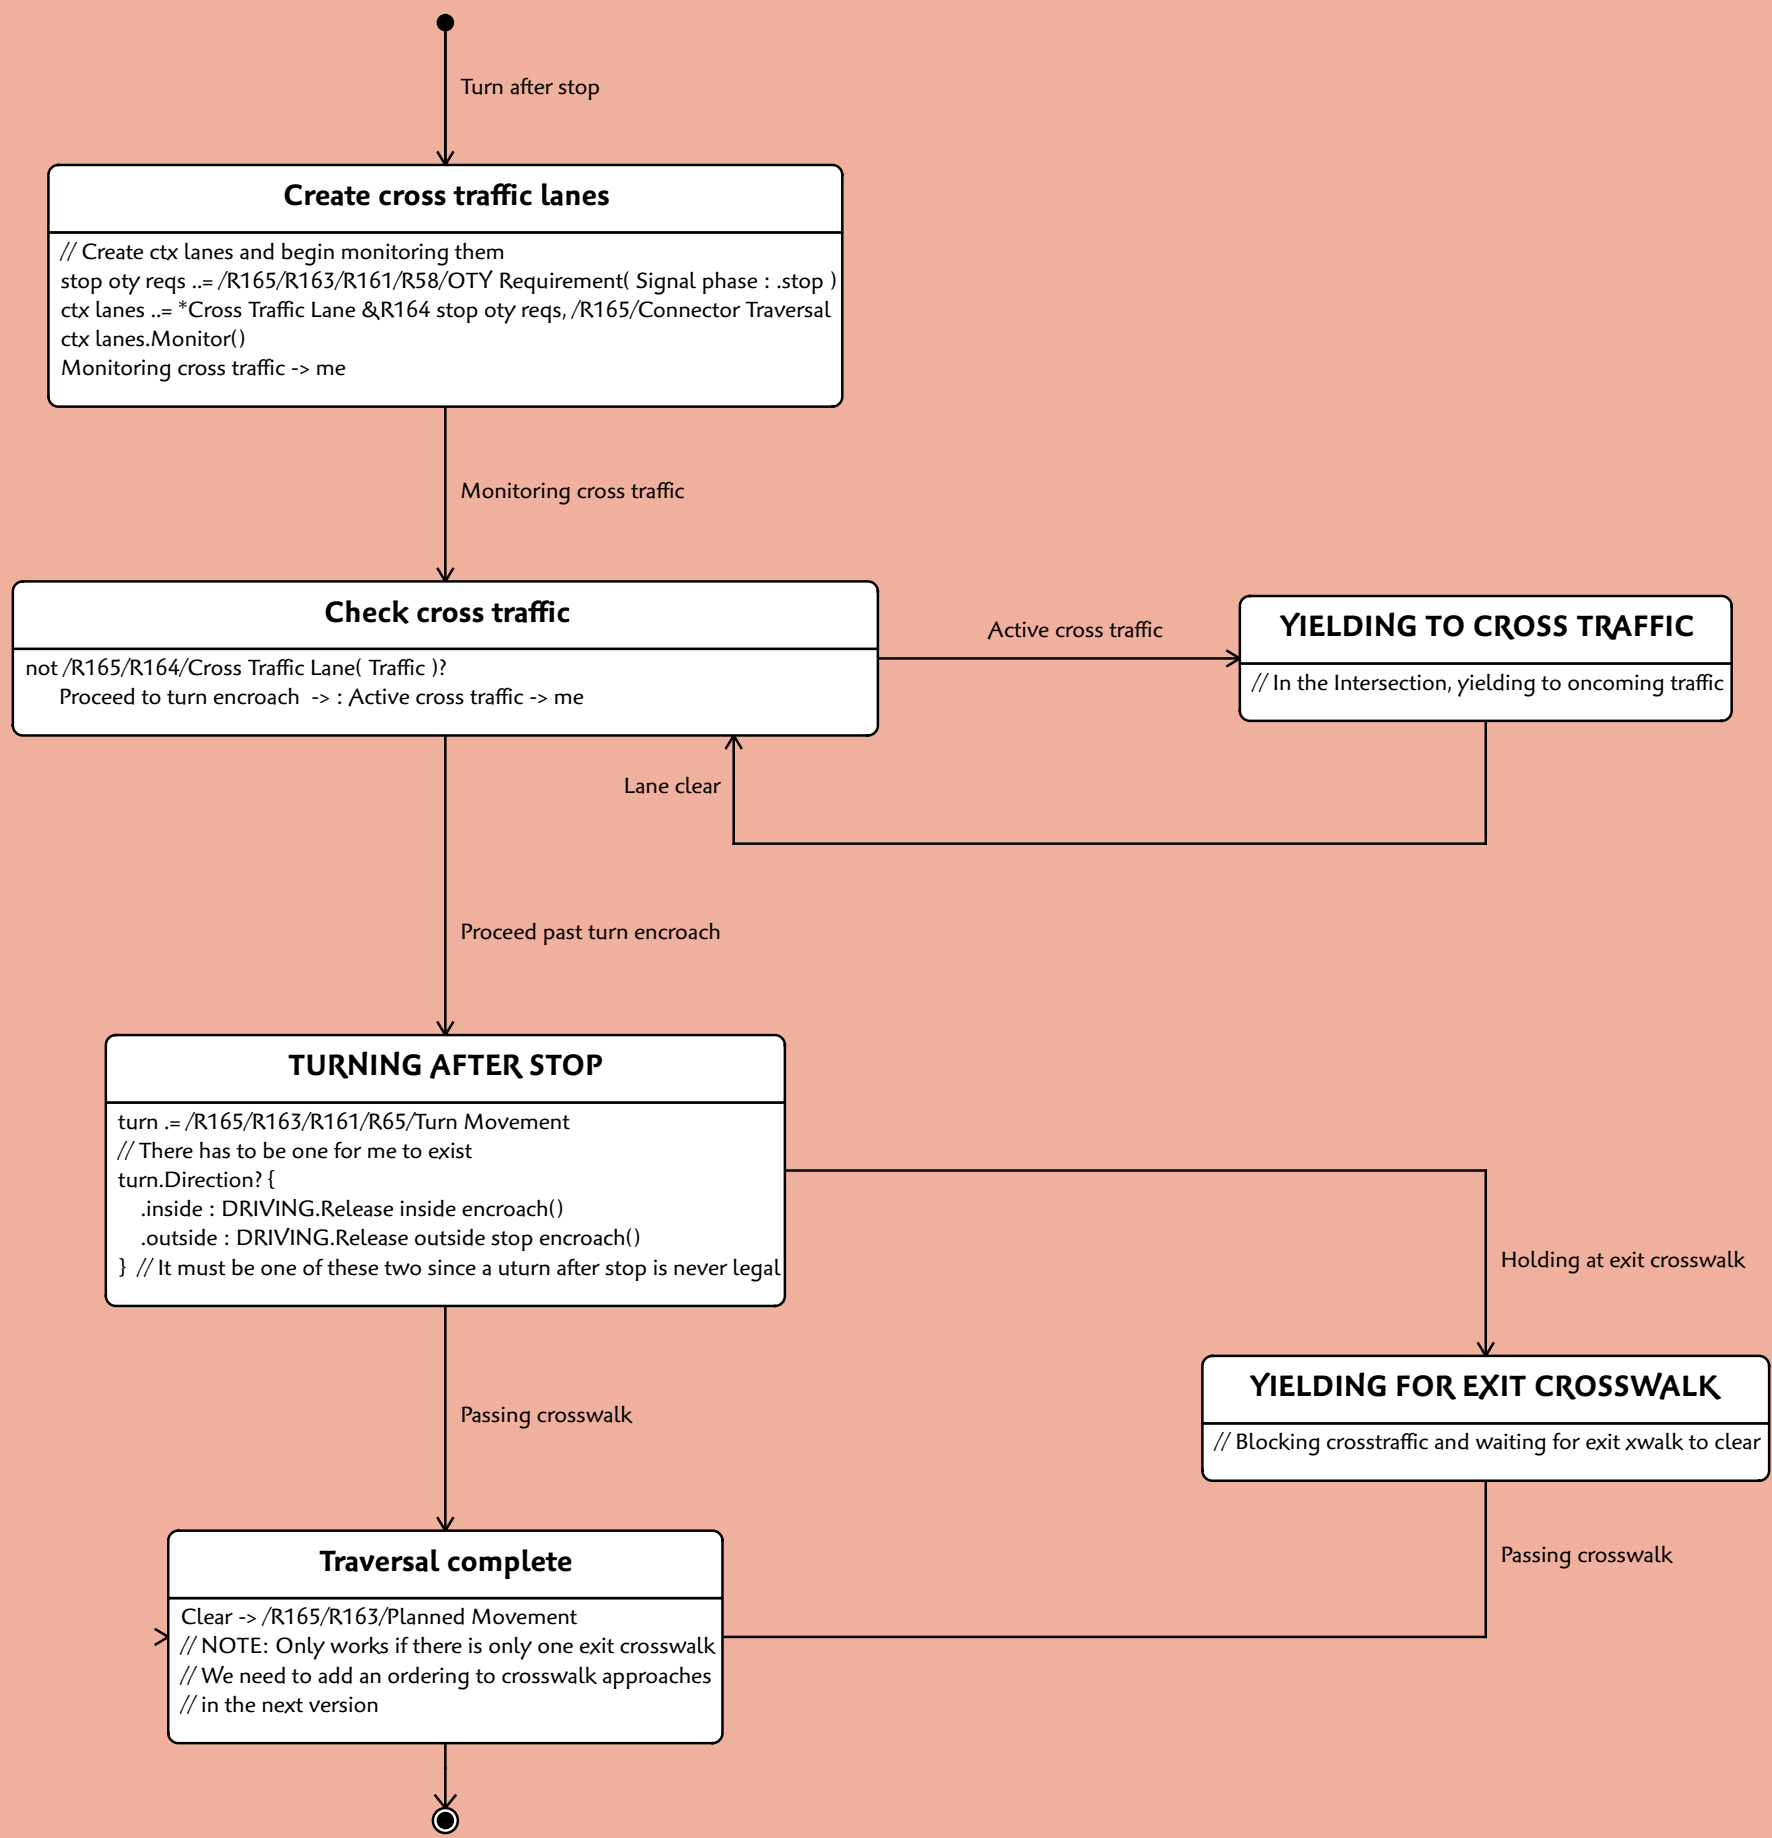 Turn after stop
Create cross traffic lanes
// Create ctx lanes and begin monitoring them
stop oty reqs ..= /R165/R163/R161/R58/OTY Requirement( Signal phase : .stop )
ctx lanes ..= *Cross Traffic Lane &R164 stop oty reqs, /R165/Connector Traversal
ctx lanes.Monitor()
Monitoring cross traffic -> me
Monitoring cross traffic
Check cross traffic
not /R165/R164/Cross Traffic Lane( Traffic )?
Proceed to turn encroach -> : Active cross traffic -> me
Active cross traffic
YIELDING TO CROSS TRAFFIC
// In the Intersection, yielding to oncoming traffic
Lane clear
Proceed past turn encroach
TURNING AFTER STOP
turn .= /R165/R163/R161/R65/Turn Movement
// There has to be one for me to exist
turn.Direction? {
.inside : DRIVING.Release inside encroach()
.outside : DRIVING.Release outside stop encroach()
} // It must be one of these two since a uturn after stop is never legal
Holding at exit crosswalk
YIELDING FOR EXIT CROSSWALK
// Blocking crosstraffic and waiting for exit xwalk to clear
Passing crosswalk
Passing crosswalk
Traversal complete
Clear -> /R165/R163/Planned Movement
// NOTE: Only works if there is only one exit crosswalk
// We need to add an ordering to crosswalk approaches
// in the next version